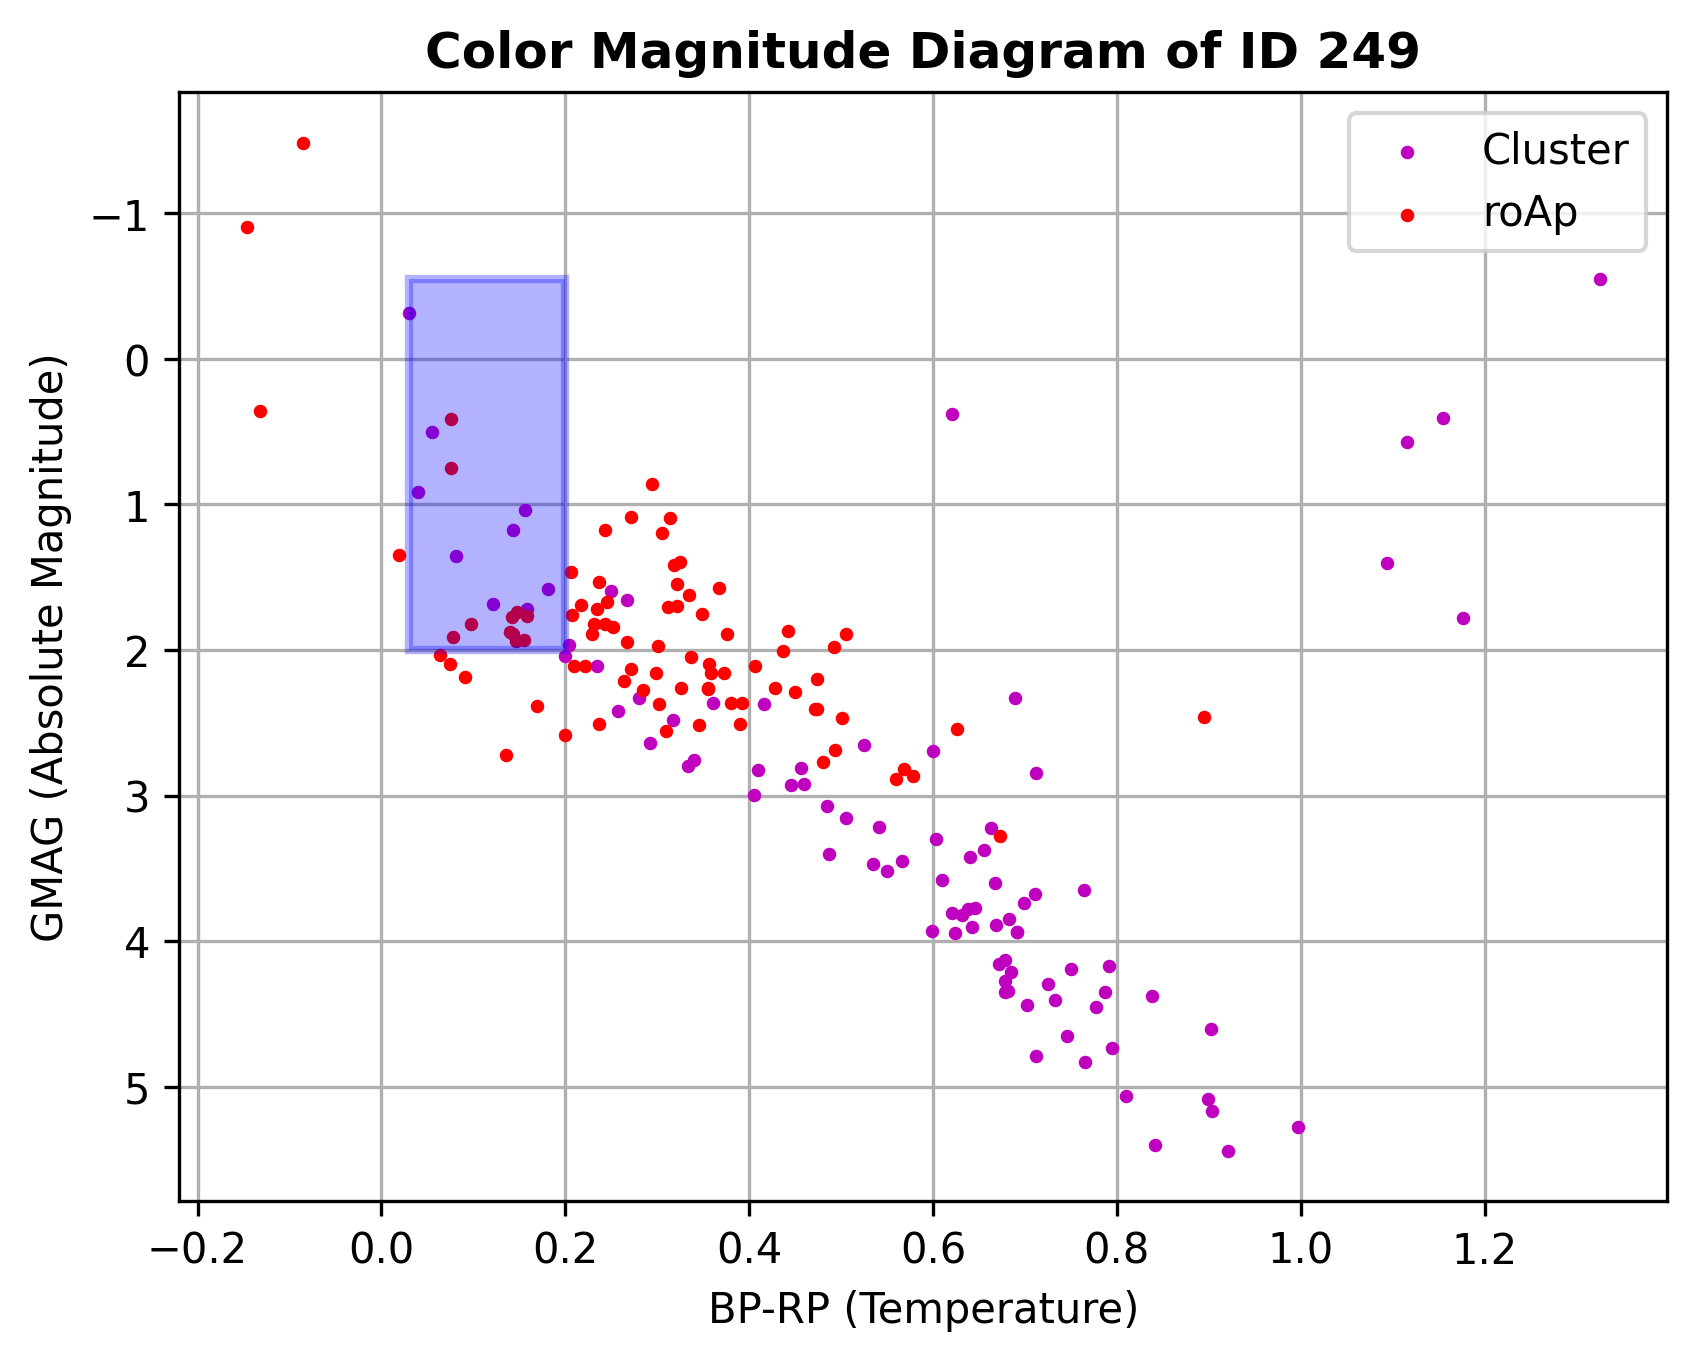 Color Magnitude Diagram of ID 249
Cluster
roAp
GMAG (Absolute Magnitude)
−1
0
1
2
3
4
5
−0.2 0.0 0.2 0.4 0.6 0.8 1.0 1.2
BP-RP (Temperature)